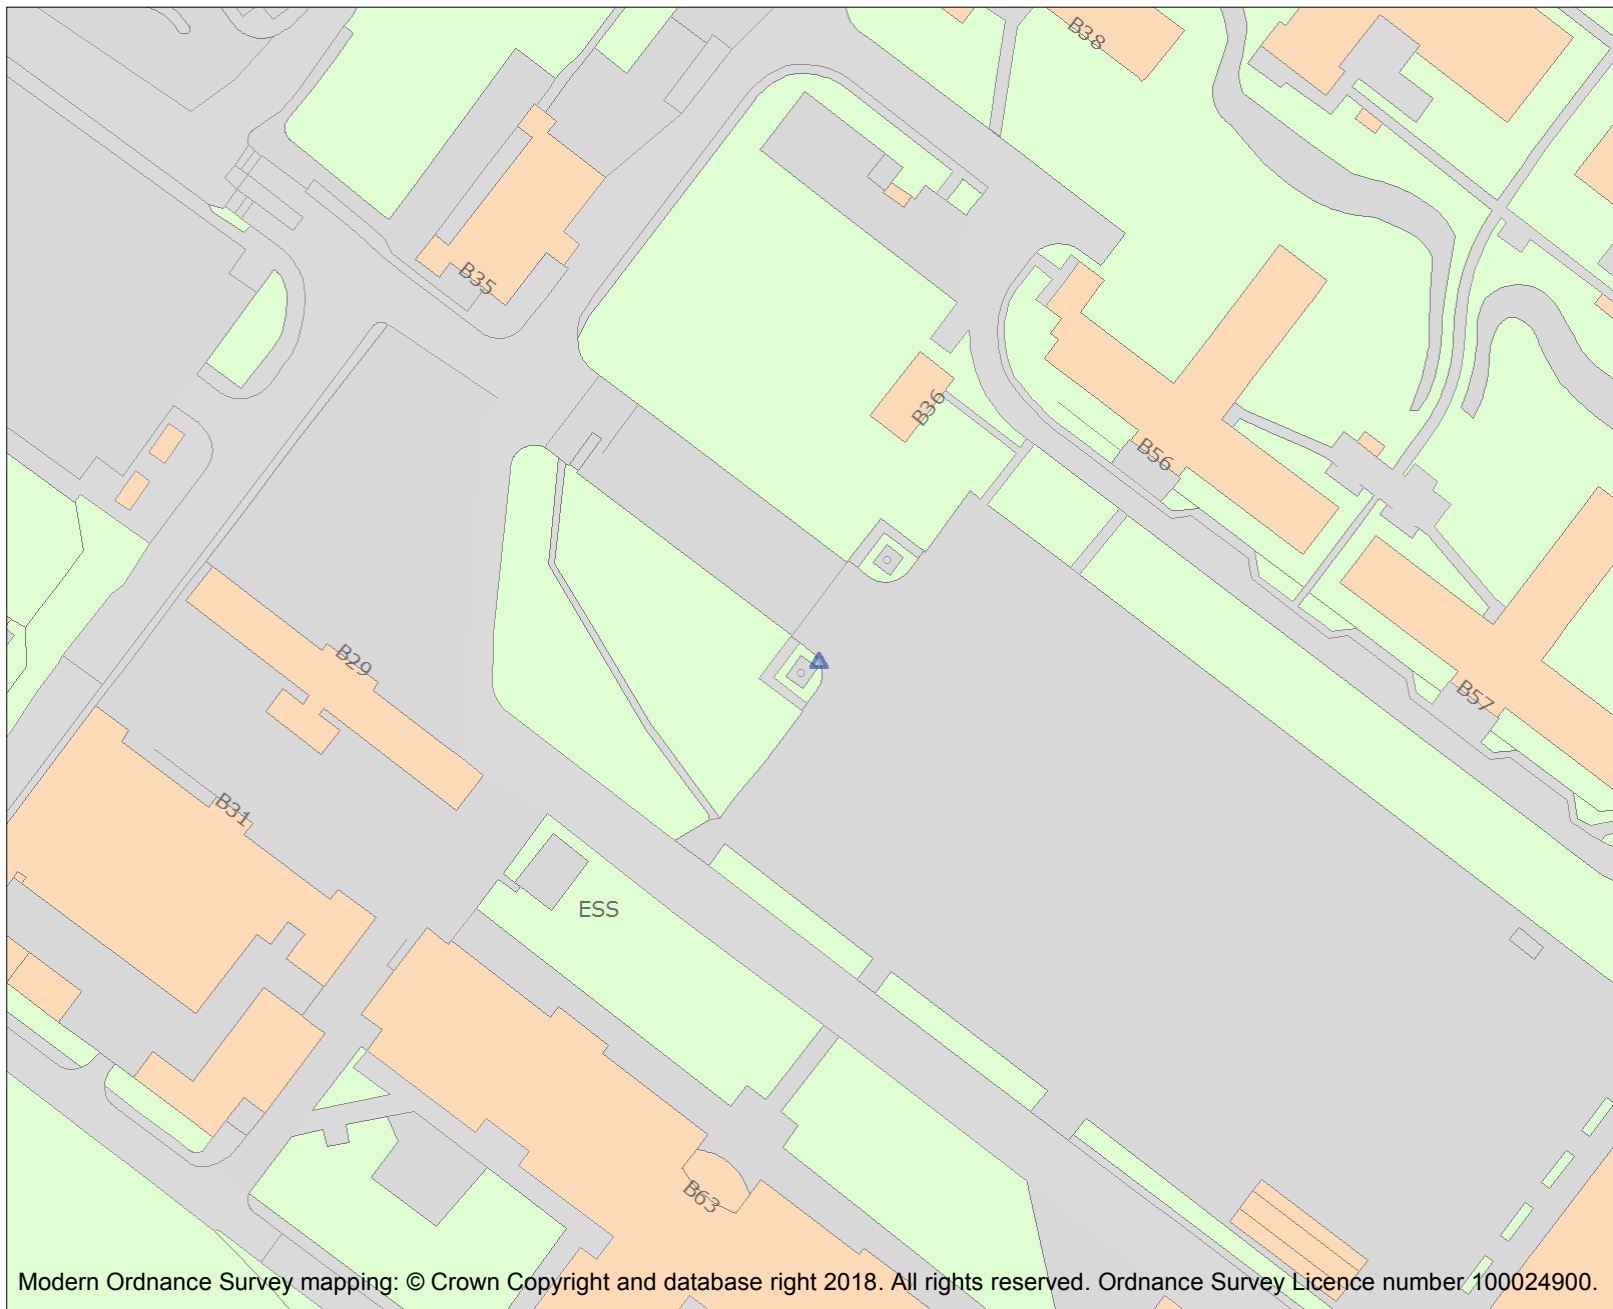 B38
B35
B36
B56
B29
B57
B31
ESS
B63
Modern Ordnance Survey mapping: © Crown Copyright and database right 2018. All rights reserved. Ordnance Survey Licence number 100024900.